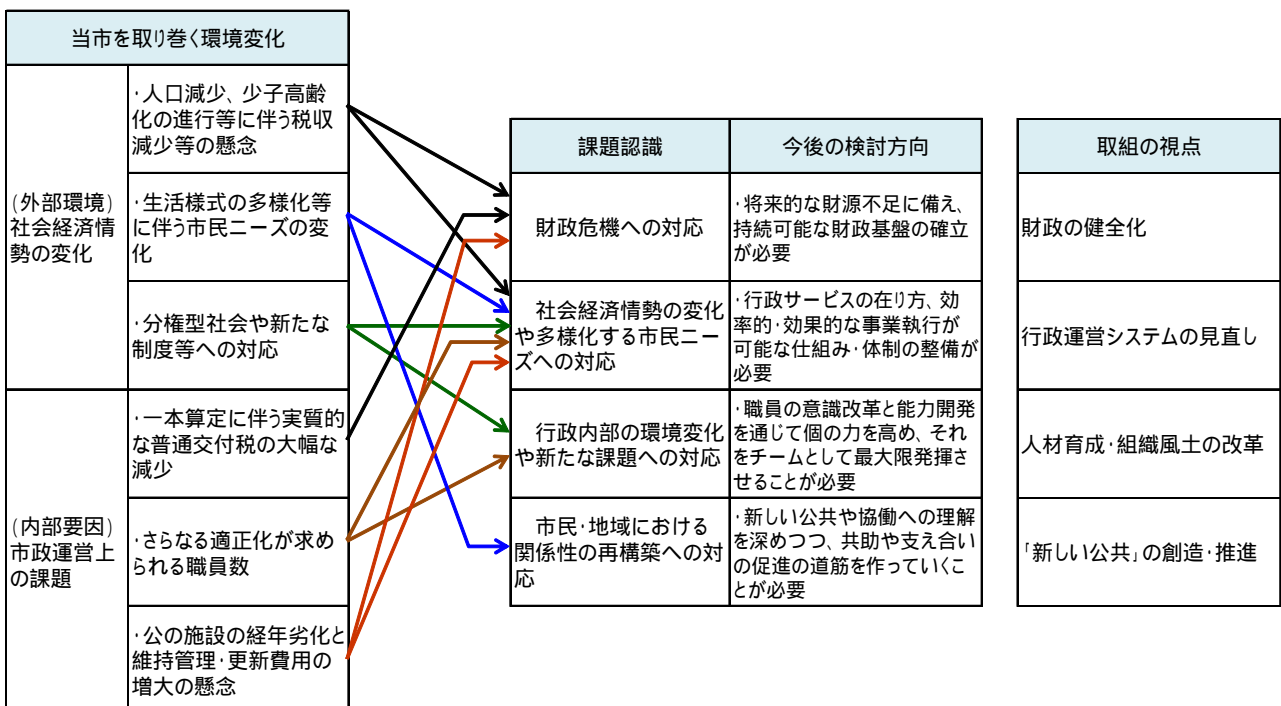 当市を取り巻く環境変化
(外部環境)
社会経済情
勢の変化
・人口減少、少子高齢
化の進行等に伴う税収
減少等の懸念
・生活様式の多様化等
に伴う市民ニーズの変
化
・分権型社会や新たな
制度等への対応
(内部要因)
市政運営上
の課題
・一本算定に伴う実質的
な普通交付税の大幅な
減少
・さらなる適正化が求め
られる職員数
・公の施設の経年劣化と
維持管理・更新費用の
増大の懸念
課題認識
今後の検討方向
財政危機への対応
・将来的な財源不足に備え、
持続可能な財政基盤の確立
が必要
社会経済情勢の変化
や多様化する市民ニー
ズへの対応
・行政サービスの在り方、効
率的・効果的な事業執行が
可能な仕組み・体制の整備が
必要
行政内部の環境変化
や新たな課題への対応
・職員の意識改革と能力開発
を通じて個の力を高め、それ
をチームとして最大限発揮さ
せることが必要
市民・地域における
関係性の再構築への対
応
・新しい公共や協働への理解
を深めつつ、共助や支え合い
の促進の道筋を作っていくこ
とが必要
取組の視点
財政の健全化
行政運営システムの見直し
人材育成・組織風土の改革
「新しい公共」の創造・推進